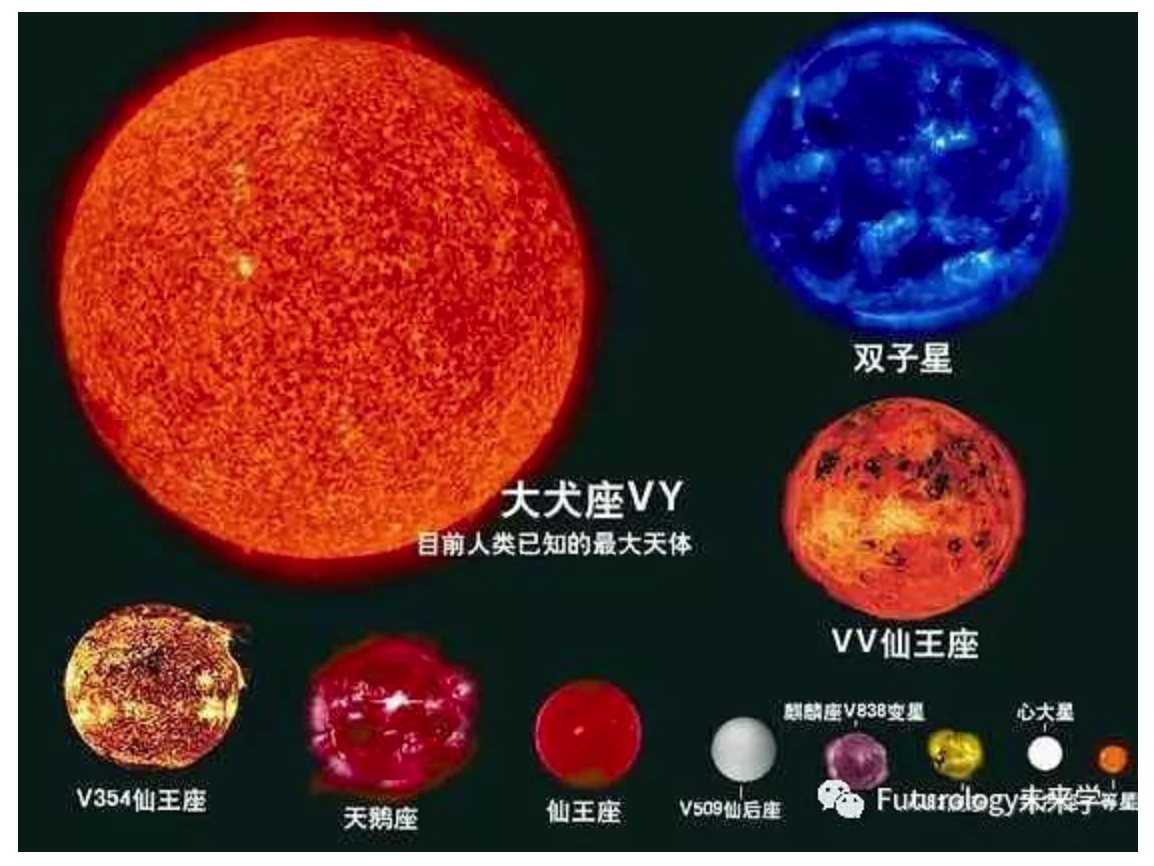 双子星
大犬座VY
目前人类已知的最大天体
VV仙王座
麒麟座V838变星
心大星
V354仙王座
天鹅座
仙王座
V509仙后座
Futurology未来学
等星